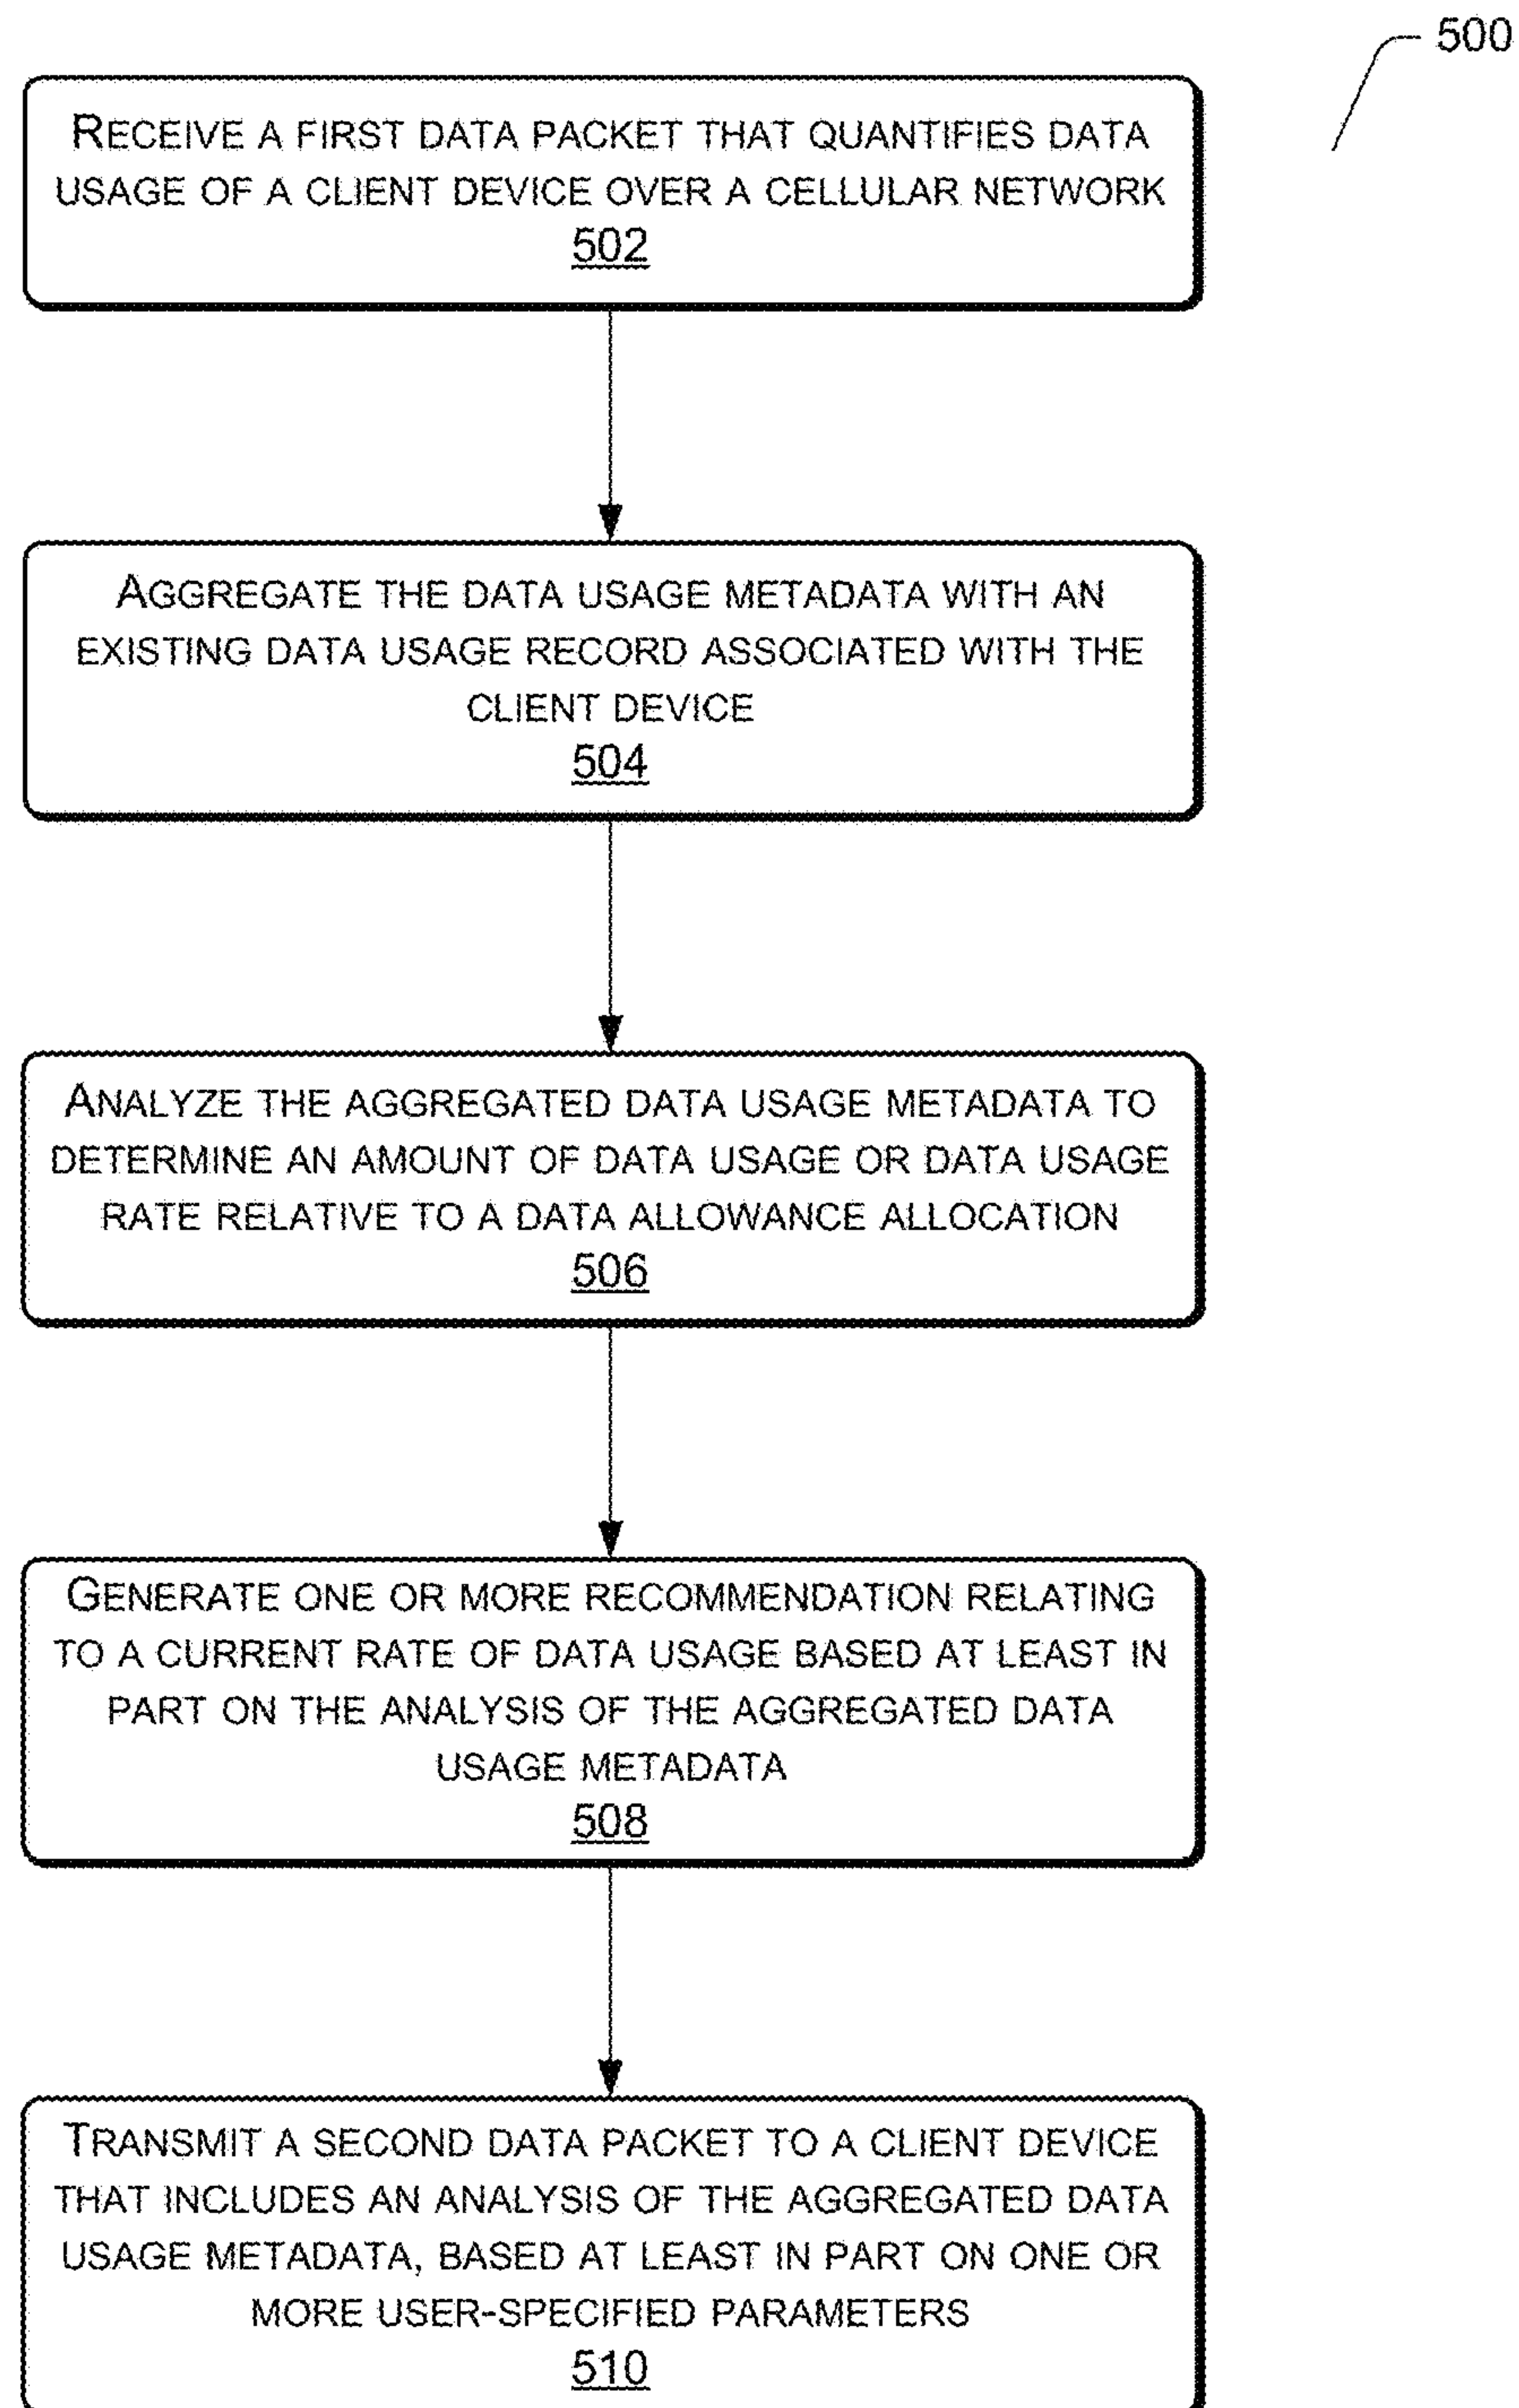 500
RECEIVE A FIRST DATA PACKET THAT QUANTIFIES DATA
USAGE OF A CLIENT DEVICE OVER A CELLULAR NETWORK
502
AGGREGATE THE DATA USAGE METADATA WITH AN
EXISTING DATA USAGE RECORD ASSOCIATED WITH THE
CLIENT DEVICE
504
ANALYZE THE AGGREGATED DATA USAGE METADATA TO
DETERMINE AN AMOUNT OF DATA USAGE OR DATA USAGE
RATE RELATIVE TO A DATA ALLOWANCE ALLOCATION
506
GENERATE ONE OR MORE RECOMMENDATION RELATING
TO A CURRENT RATE OF DATA USAGE BASED AT LEAST IN
PART ON THE ANALYSIS OF THE AGGREGATED DATA
USAGE METADATA
508
TRANSMIT A SECOND DATA PACKET TO A CLIENT DEVICE
THAT INCLUDES AN ANALYSIS OF THE AGGREGATED DATA
USAGE METADATA, BASED AT LEAST IN PART ON ONE OR
MORE USER-SPECIFIED PARAMETERS
510